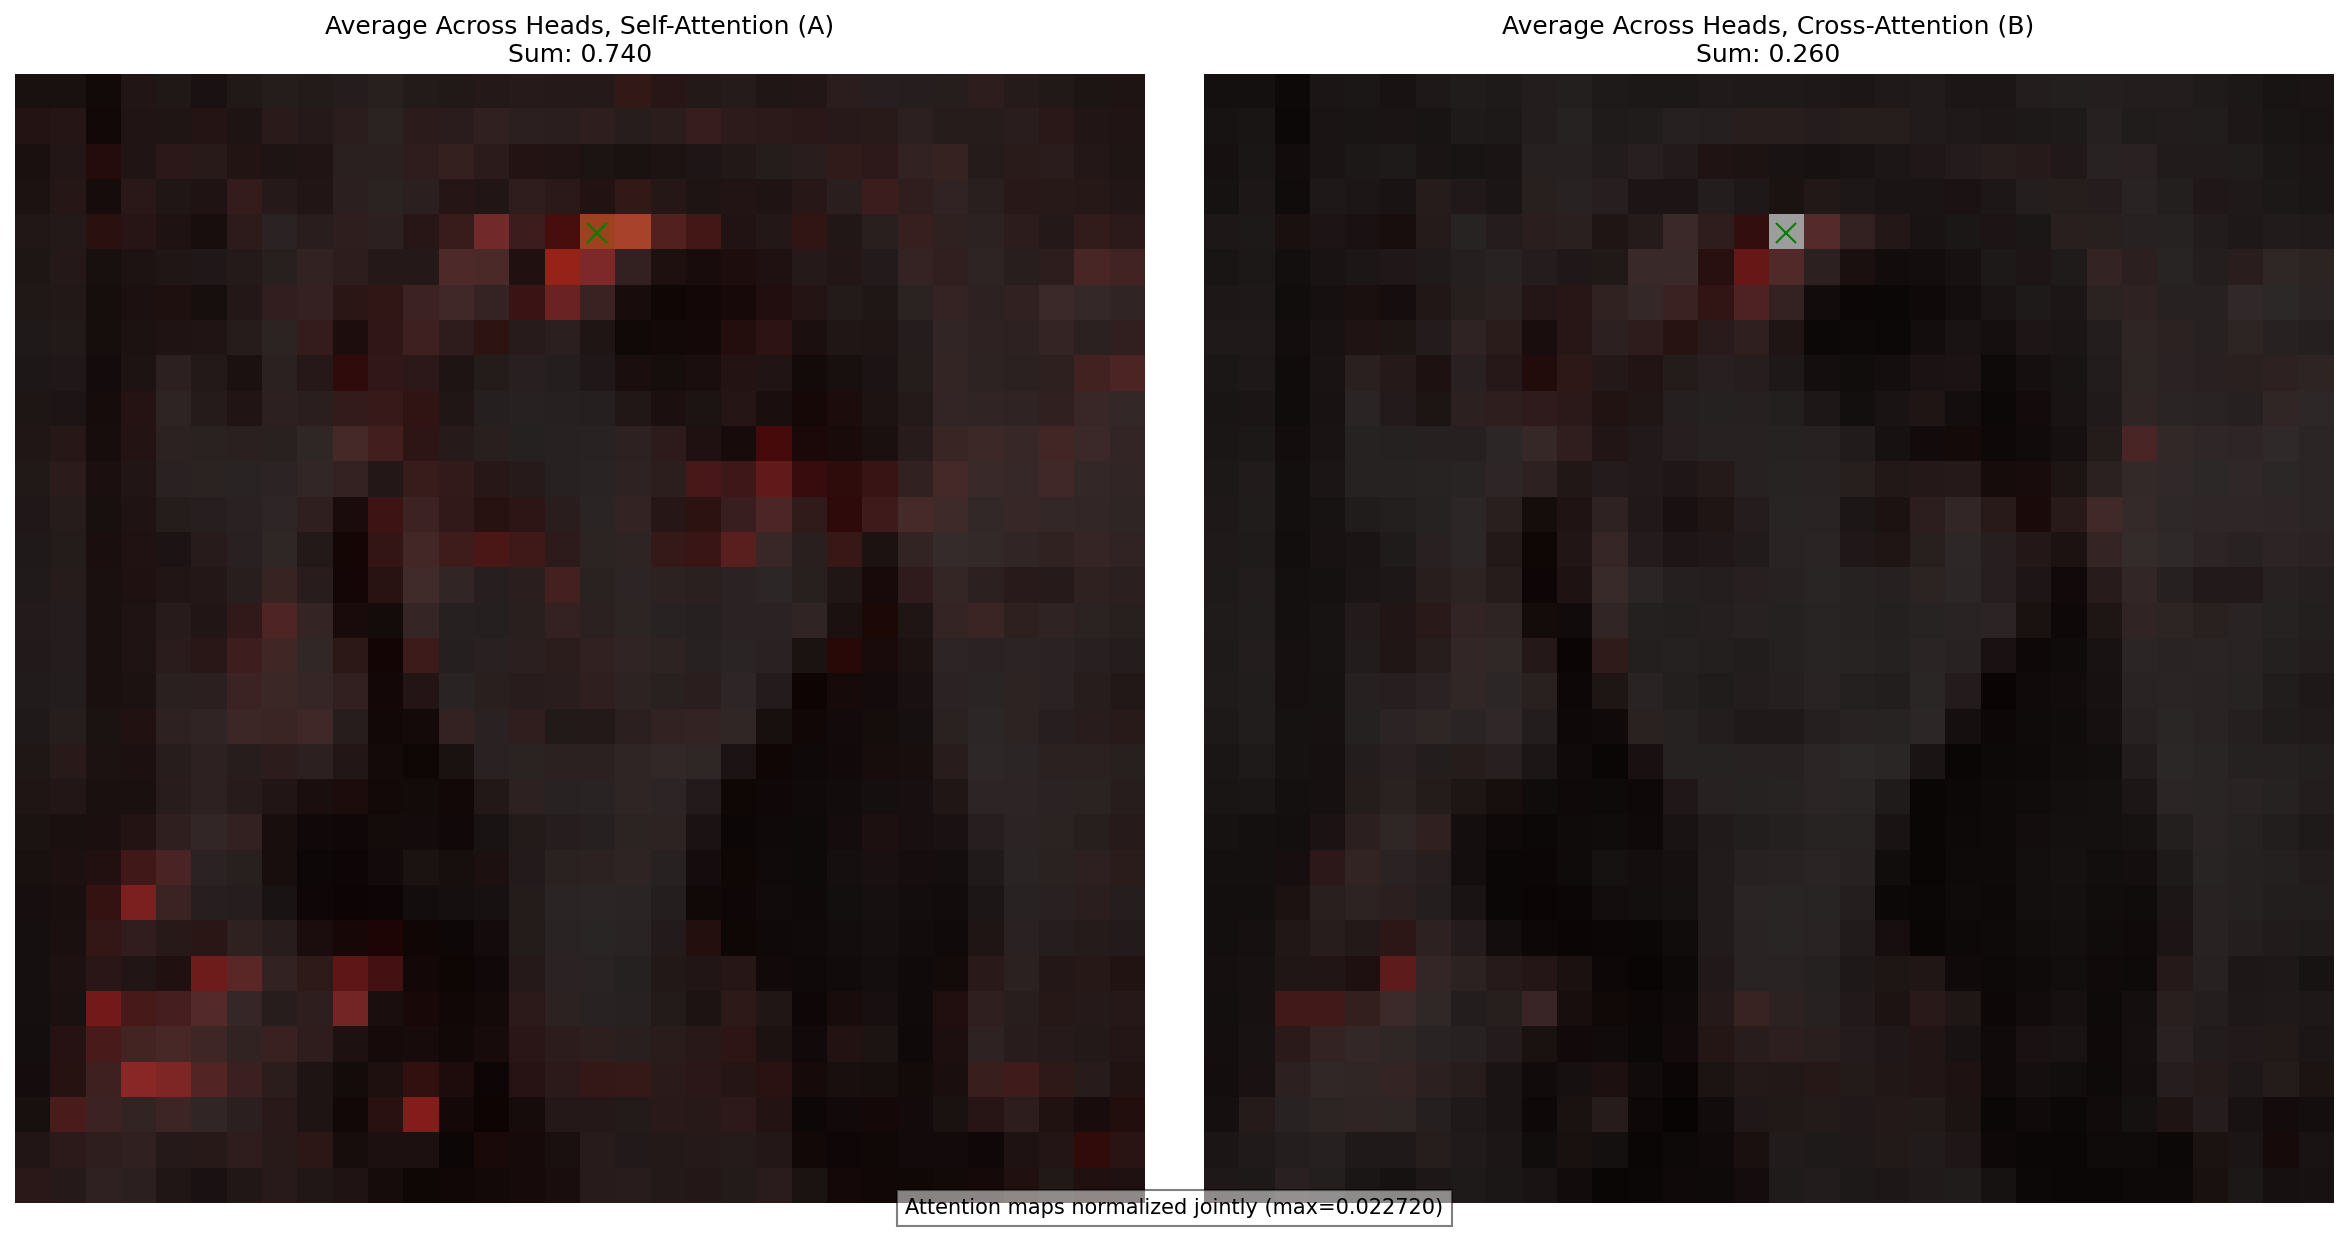 Average Across Heads, Self-Attention (A)
Sum: 0.740
Average Across Heads, Cross-Attention (B)
Sum: 0.260
Attention maps normalized jointly (max=0.022720)